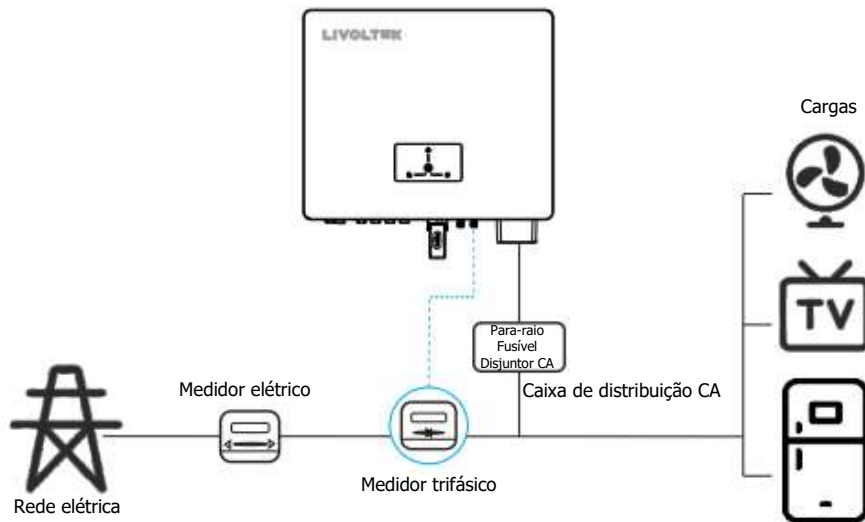 LIVOLTEK
Cargas
TV
Para-raio
Fusível
Disjuntor CA
Caixa de distribuição CA
Medidor elétrico
Medidor trifásico
Rede elétrica